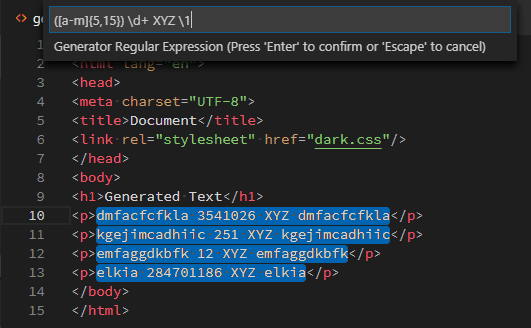 <> ge
([a-m]{5,15}) \d+ XYZ \1
Generator Regular Expression (Press 'Enter' to confirm or 'Escape' to cancel)
1
2 <html lang="en">
3 <head>
4 <meta charset="UTF-8">
5 <title>Document</title>
6 <link rel="stylesheet" href="dark.css"/>
7 </head>
8 <body>
9 <h1>Generated Text</h1>
10 <p>dmfacfcfkla 3541026 XYZ dmfacfcfkla</p>
11 <p>kgejimcadhiic 251 XYZ kgejimcadhiic</p>
12 <p>emfaggdkbfk 12 XYZ emfaggdkbfk</p>
13 <p>elkia 284701186 XYZ elkia</p>
14 </body>
15 </html>